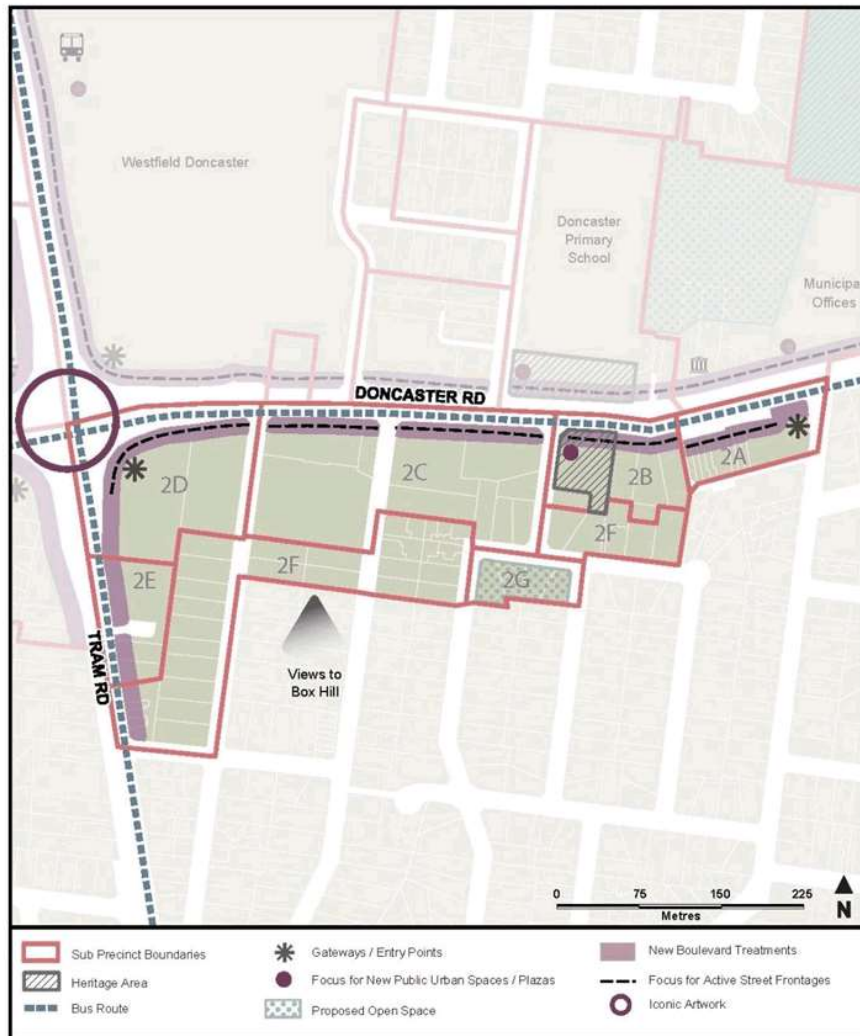 Westfield Doncaster
Doncaster
Primary
School
Municipa
Offices
DONCASTER RD
2D
2C
2B
2A
2F
2E
2F
2G
TRAM RD
Views to
Box Hill
0 75 150 225
Metres
N
Sub Precinct Boundaries
Heritage Area
Bus Route
Gateways / Entry Points
Focus for New Public Urban Spaces / Plazas
Proposed Open Space
New Boulevard Treatments
Focus for Active Street Frontages
Iconic Artwork